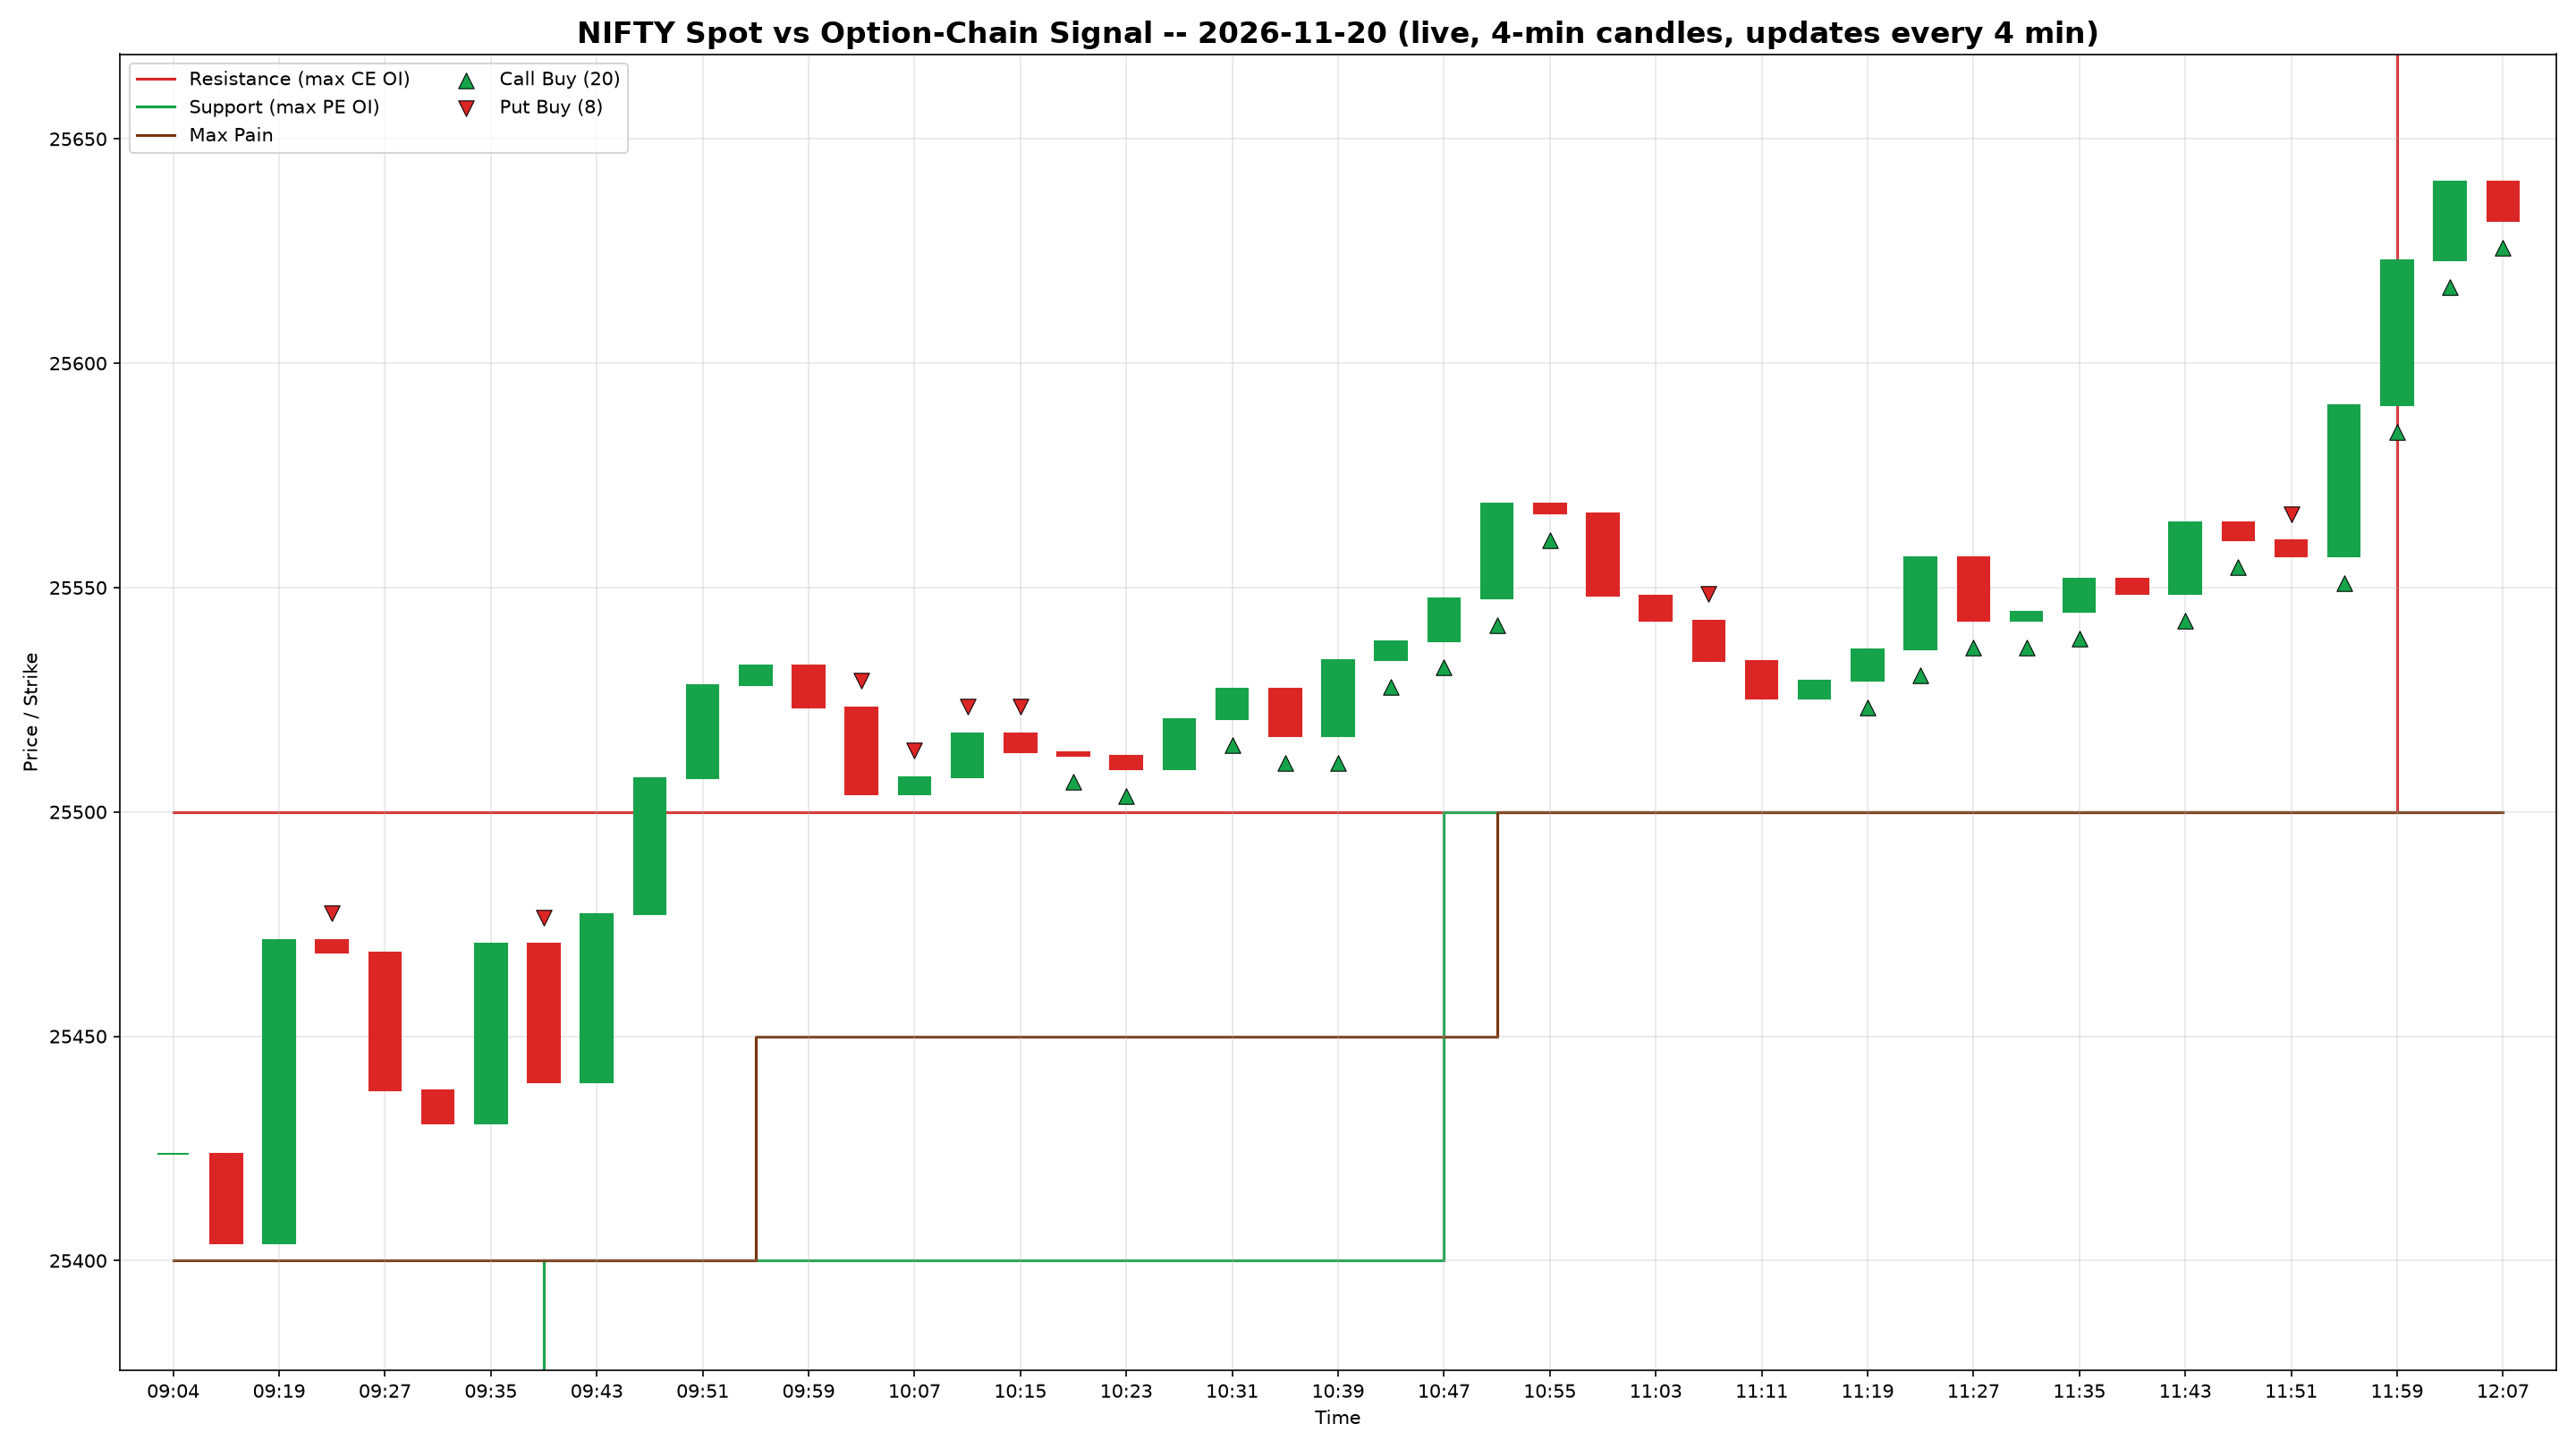 NIFTY Spot vs Option-Chain Signal -- 2026-11-20 (live, 4-min candles, updates every 4 min)
Resistance (max CE OI)
Support (max PE OI)
Max Pain
Call Buy (20)
Put Buy (8)
Price / Strike
25650
25600
25550
25500
25450
25400
09:04 09:19 09:27 09:35 09:43 09:51 09:59 10:07 10:15 10:23 10:31 10:39 10:47 10:55 11:03 11:11 11:19 11:27 11:35 11:43 11:51 11:59 12:07
Time